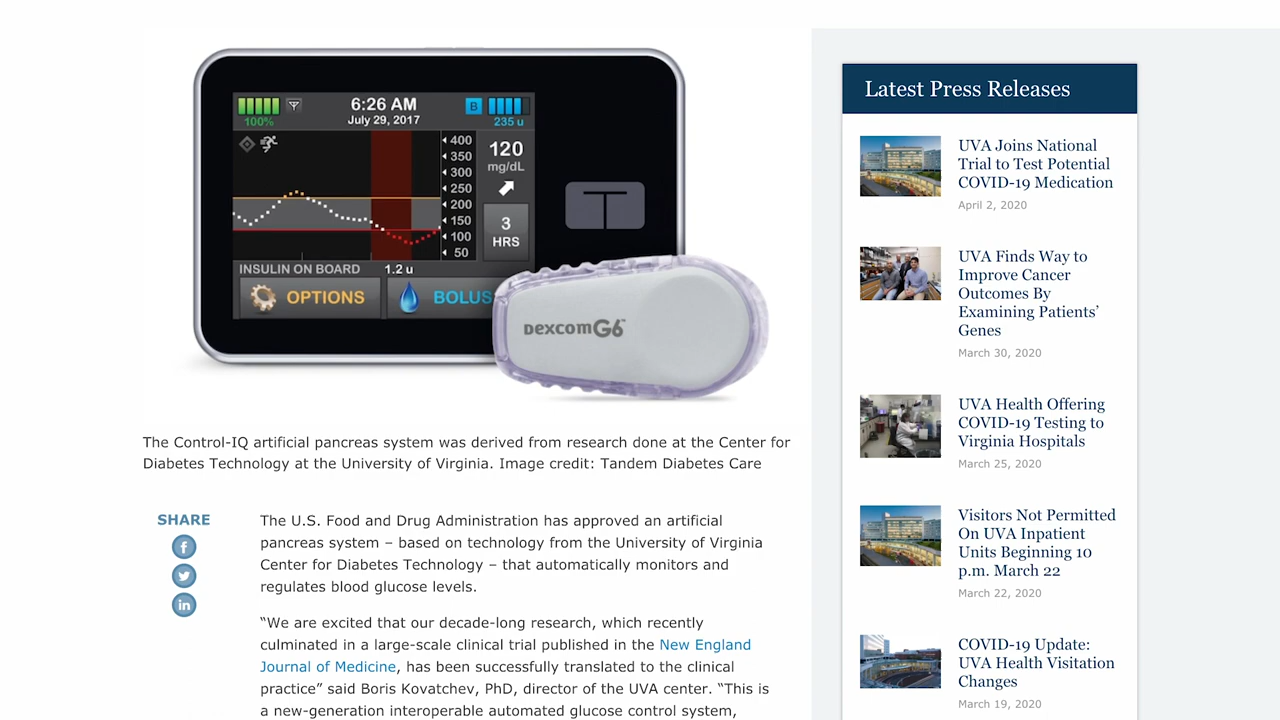 6:26 AM
July 29, 2017
100%
B
235 u
400
350
300
250
200
150
100
50
120
mg/dL
3
HRS
INSULIN ON BOARD 1.2 u
OPTIONS
BOLUS
T
DEXCOM G6
The Control-IQ artificial pancreas system was derived from research done at the Center for
Diabetes Technology at the University of Virginia. Image credit: Tandem Diabetes Care
SHARE
The U.S. Food and Drug Administration has approved an artificial
pancreas system – based on technology from the University of Virginia
Center for Diabetes Technology – that automatically monitors and
regulates blood glucose levels.
“We are excited that our decade-long research, which recently
culminated in a large-scale clinical trial published in the New England
Journal of Medicine, has been successfully translated to the clinical
practice” said Boris Kovatchev, PhD, director of the UVA center. “This is
a new-generation interoperable automated glucose control system,
Latest Press Releases
UVA Joins National
Trial to Test Potential
COVID-19 Medication
April 2, 2020
UVA Finds Way to
Improve Cancer
Outcomes By
Examining Patients’
Genes
March 30, 2020
UVA Health Offering
COVID-19 Testing to
Virginia Hospitals
March 25, 2020
Visitors Not Permitted
On UVA Inpatient
Units Beginning 10
p.m. March 22
March 22, 2020
COVID-19 Update:
UVA Health Visitation
Changes
March 19, 2020